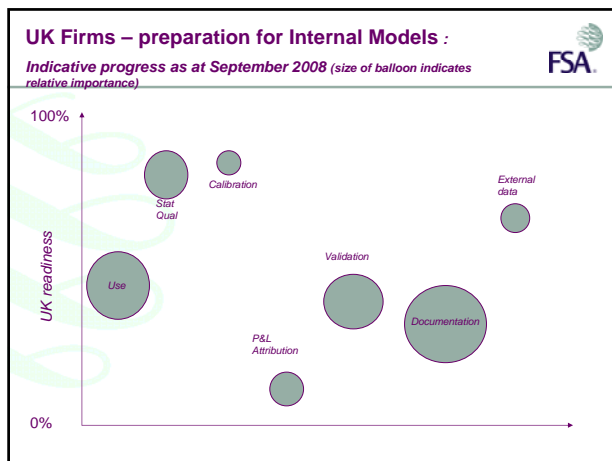 UK Firms – preparation for Internal Models :
Indicative progress as at September 2008 (size of balloon indicates
relative importance)
FSA
100%
Calibration
External
data
Stat
Qual
Validation
Use
UK readiness
Documentation
P&L
Attribution
0%